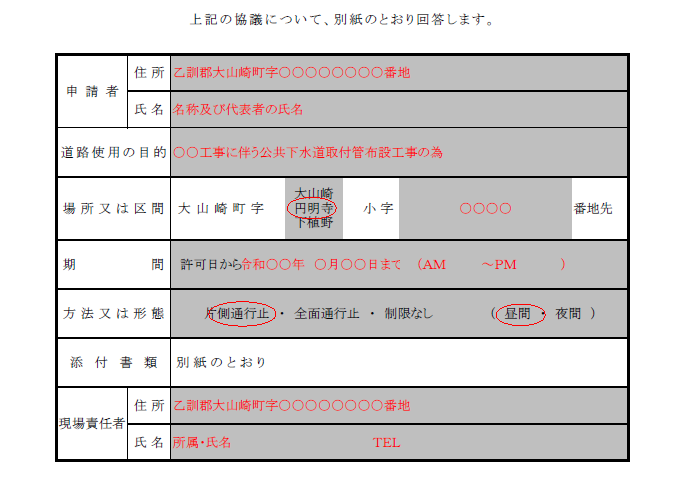 上記の協議について、別紙のとおり回答します。
申請者
住所 乙訓郡大山崎町字○○○○○○○○番地
氏名 名称及び代表者の氏名
道路使用の目的 ○○工事に伴う公共下水道取付管布設工事の為
場所又は区間 大山崎町字
大山崎
円明寺
下植野
小字 ○○○○ 番地先
期間 許可日から令和○○年 ○月○○日まで (AM ～PM )
方法又は形態 片側通行止 ・ 全面通行止 ・ 制限なし ( 昼間 ・ 夜間 )
添付書類 別紙のとおり
現場責任者
住所 乙訓郡大山崎町字○○○○○○○○番地
氏名 所属・氏名 TEL